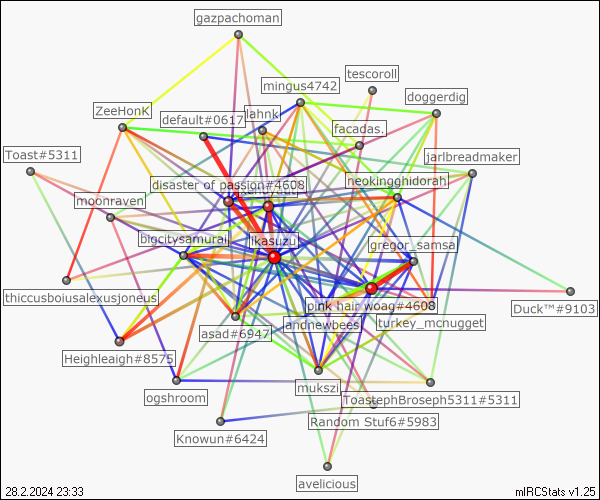 gazpachoman
tescoroll
mingus4742
doggerdig
ZeeHonK
lahnk
default#0617
facadas.
Toast#5311
jarlbreadmaker
disaster of passion#4608
neokingghidorah
moonraven
bigcitysamurai
ikasuzu
gregor_samsa
thiccusboiusalexusjoneus
pink hair woag#4608
Duck™#9103
andnewbees
turkey_mcnugget
asad#6947
Heighleaigh#8575
mukszi
ogshroom
ToastephBroseph5311#5311
Random Stuf6#5983
Knowun#6424
avelicious
28.2.2024 23:33
mIRCStats v1.25